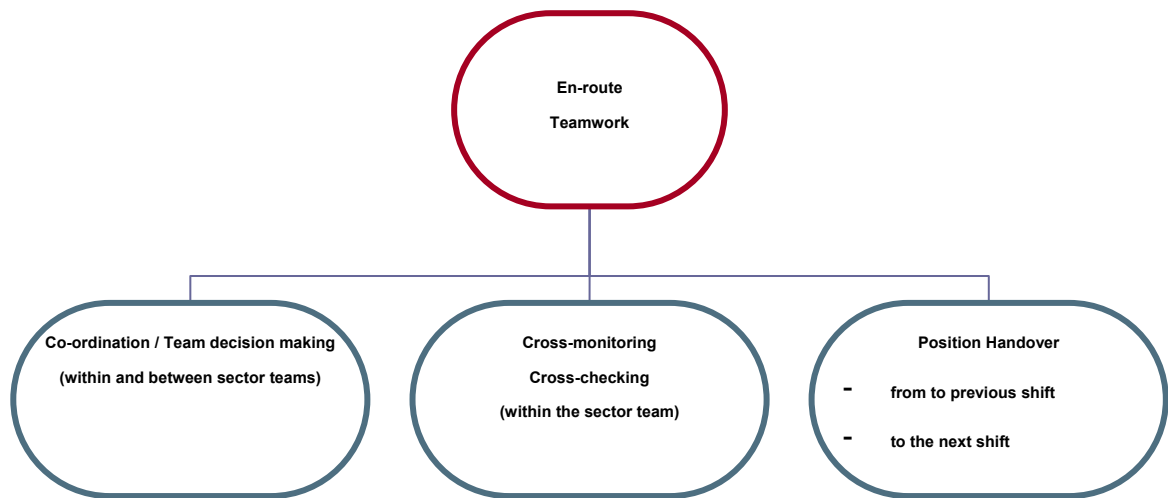 En-route
Teamwork
Co-ordination / Team decision making
(within and between sector teams)
Cross-monitoring
Cross-checking
(within the sector team)
Position Handover
- from to previous shift
- to the next shift